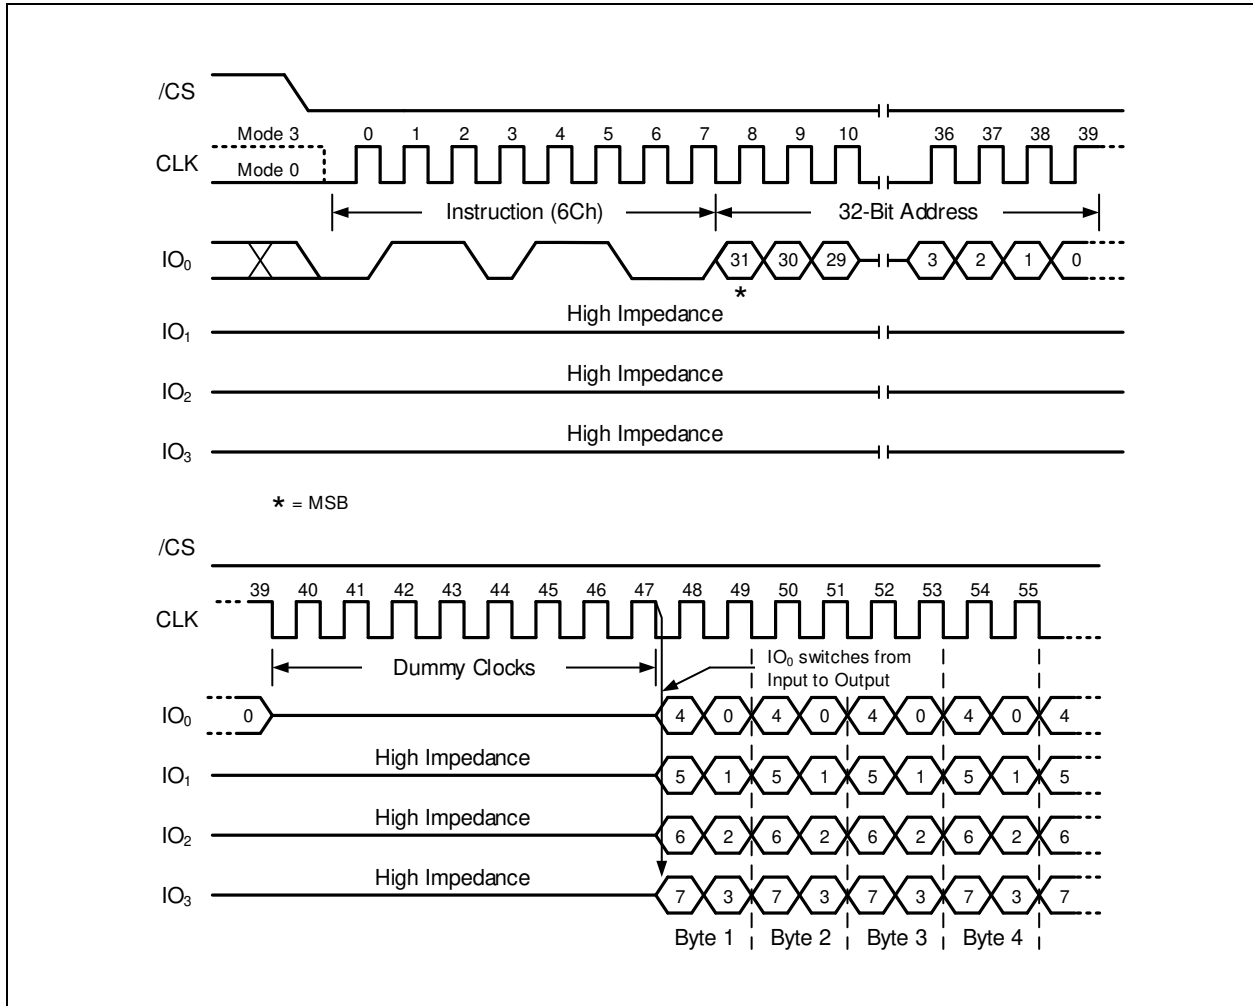 /CS
Mode 3 0 1 2 3 4 5 6 7 8 9 10 36 37 38 39
CLK
Mode 0
Instruction (6Ch) 32-Bit Address
IO₀ 31 30 29 3 2 1 0
*
High Impedance
IO₁
High Impedance
IO₂
High Impedance
IO₃
* = MSB
/CS
39 40 41 42 43 44 45 46 47 48 49 50 51 52 53 54 55
CLK
Dummy Clocks
IO₀ switches from
Input to Output
IO₀ 0 4 0 4 0 4 0 4 0 4
High Impedance
IO₁ 5 1 5 1 5 1 5 1 5
High Impedance
IO₂ 6 2 6 2 6 2 6 2 6
High Impedance
IO₃ 7 3 7 3 7 3 7 3 7
Byte 1 Byte 2 Byte 3 Byte 4